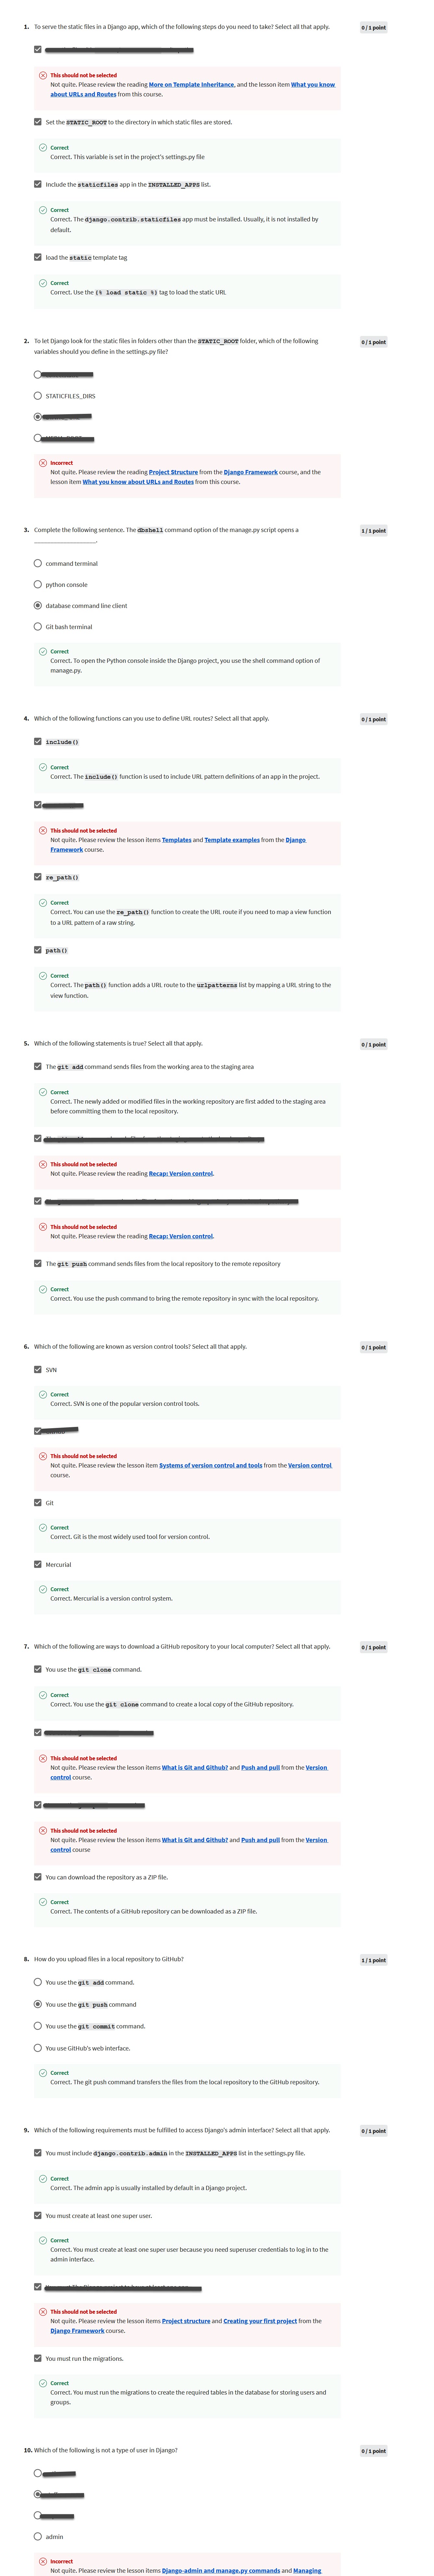 1. To serve the static files in a Django app, which of the following steps do you need to take? Select all that apply.
0 / 1 point
This should not be selected
Not quite. Please review the reading More on Template Inheritance, and the lesson item What you know
about URLs and Routes from this course.
Set the STATIC_ROOT to the directory in which static files are stored.
Correct
Correct. This variable is set in the project's settings.py file
Include the staticfiles app in the INSTALLED_APPS list.
Correct
Correct. The django.contrib.staticfiles app must be installed. Usually, it is not installed by
default.
load the static template tag
Correct
Correct. Use the {% load static %} tag to load the static URL
2. To let Django look for the static files in folders other than the STATIC_ROOT folder, which of the following
variables should you define in the settings.py file?
0 / 1 point
STATICFILES_DIRS
Incorrect
Not quite. Please review the reading Project Structure from the Django Framework course, and the
lesson item What you know about URLs and Routes from this course.
3. Complete the following sentence. The dbshell command option of the manage.py script opens a
____________________.
1 / 1 point
command terminal
python console
database command line client
Git bash terminal
Correct
Correct. To open the Python console inside the Django project, you use the shell command option of
manage.py.
4. Which of the following functions can you use to define URL routes? Select all that apply.
0 / 1 point
include()
Correct
Correct. The include() function is used to include URL pattern definitions of an app in the project.
This should not be selected
Not quite. Please review the lesson items Templates and Template examples from the Django
Framework course.
re_path()
Correct
Correct. You can use the re_path() function to create the URL route if you need to map a view function
to a URL pattern of a raw string.
path()
Correct
Correct. The path() function adds a URL route to the urlpatterns list by mapping a URL string to the
view function.
5. Which of the following statements is true? Select all that apply.
0 / 1 point
The git add command sends files from the working area to the staging area
Correct
Correct. The newly added or modified files in the working repository are first added to the staging area
before committing them to the local repository.
This should not be selected
Not quite. Please review the reading Recap: Version control.
This should not be selected
Not quite. Please review the reading Recap: Version control.
The git push command sends files from the local repository to the remote repository
Correct
Correct. You use the push command to bring the remote repository in sync with the local repository.
6. Which of the following are known as version control tools? Select all that apply.
0 / 1 point
SVN
Correct
Correct. SVN is one of the popular version control tools.
This should not be selected
Not quite. Please review the lesson item Systems of version control and tools from the Version control
course.
Git
Correct
Correct. Git is the most widely used tool for version control.
Mercurial
Correct
Correct. Mercurial is a version control system.
7. Which of the following are ways to download a GitHub repository to your local computer? Select all that apply.
0 / 1 point
You use the git clone command.
Correct
Correct. You use the git clone command to create a local copy of the GitHub repository.
This should not be selected
Not quite. Please review the lesson items What is Git and Github? and Push and pull from the Version
control course.
This should not be selected
Not quite. Please review the lesson items What is Git and Github? and Push and pull from the Version
control course
You can download the repository as a ZIP file.
Correct
Correct. The contents of a GitHub repository can be downloaded as a ZIP file.
8. How do you upload files in a local repository to GitHub?
1 / 1 point
You use the git add command.
You use the git push command
You use the git commit command.
You use GitHub's web interface.
Correct
Correct. The git push command transfers the files from the local repository to the GitHub repository.
9. Which of the following requirements must be fulfilled to access Django's admin interface? Select all that apply.
0 / 1 point
You must include django.contrib.admin in the INSTALLED_APPS list in the settings.py file.
Correct
Correct. The admin app is usually installed by default in a Django project.
You must create at least one super user.
Correct
Correct. You must create at least one super user because you need superuser credentials to log in to the
admin interface.
This should not be selected
Not quite. Please review the lesson items Project structure and Creating your first project from the
Django Framework course.
You must run the migrations.
Correct
Correct. You must run the migrations to create the required tables in the database for storing users and
groups.
10. Which of the following is not a type of user in Django?
0 / 1 point
admin
Incorrect
Not quite. Please review the lesson items Django-admin and manage.py commands and Managing